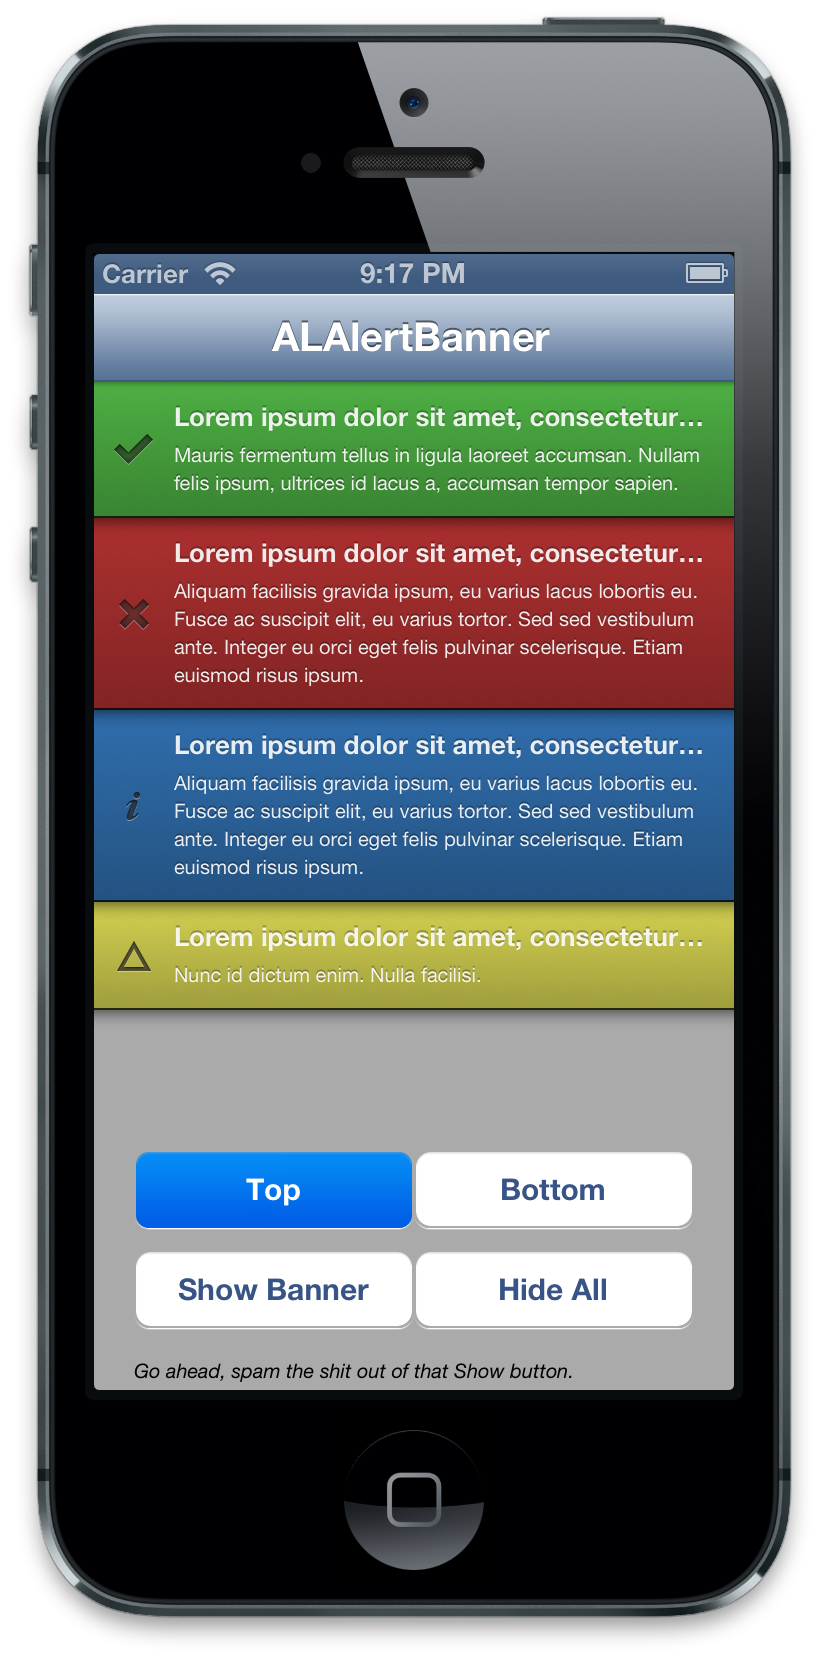 Carrier 9:17 PM
ALAlertBanner
Lorem ipsum dolor sit amet, consectetur...
Mauris fermentum tellus in ligula laoreet accumsan. Nullam
felis ipsum, ultrices id lacus a, accumsan tempor sapien.
Lorem ipsum dolor sit amet, consectetur...
Aliquam facilisis gravida ipsum, eu varius lacus lobortis eu.
Fusce ac suscipit elit, eu varius tortor. Sed sed vestibulum
ante. Integer eu orci eget felis pulvinar scelerisque. Etiam
euismod risus ipsum.
Lorem ipsum dolor sit amet, consectetur...
Aliquam facilisis gravida ipsum, eu varius lacus lobortis eu.
Fusce ac suscipit elit, eu varius tortor. Sed sed vestibulum
ante. Integer eu orci eget felis pulvinar scelerisque. Etiam
euismod risus ipsum.
Lorem ipsum dolor sit amet, consectetur...
Nunc id dictum enim. Nulla facilisi.
Top Bottom
Show Banner Hide All
Go ahead, spam the shit out of that Show button.